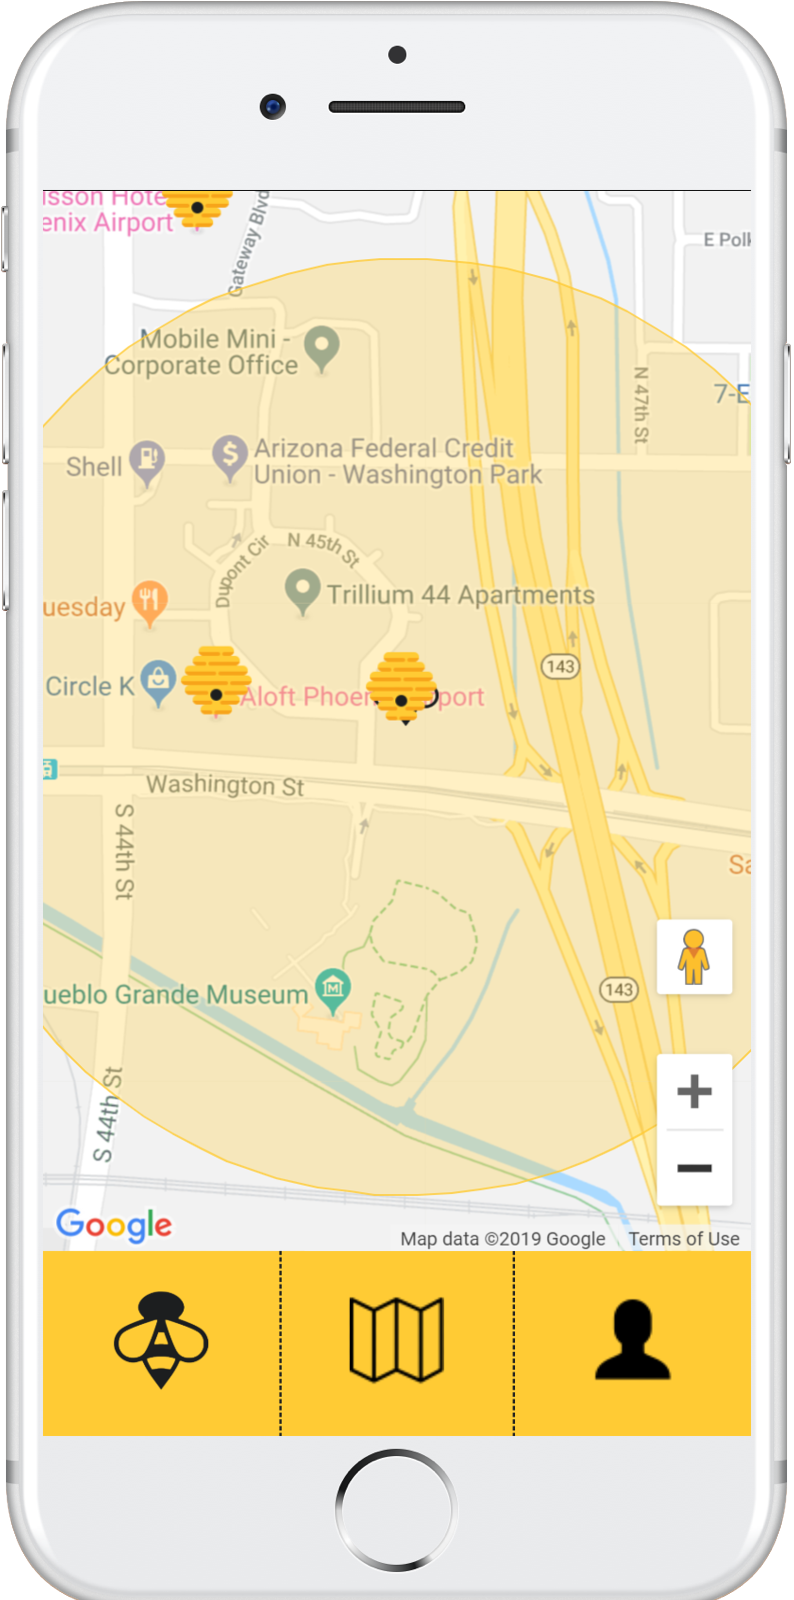 isson Hote
enix Airport
Gateway Blvd
E Polk
Mobile Mini -
Corporate Office
N 47th St
7-E
Shell
Arizona Federal Credit
Union - Washington Park
N 45th St
Dupont Cir
uesday
Trillium 44 Apartments
143
Circle K
Aloft Phoen
port
Washington St
S 44th St
Sa
ueblo Grande Museum
143
S 44th St
Google
Map data ©2019 Google
Terms of Use